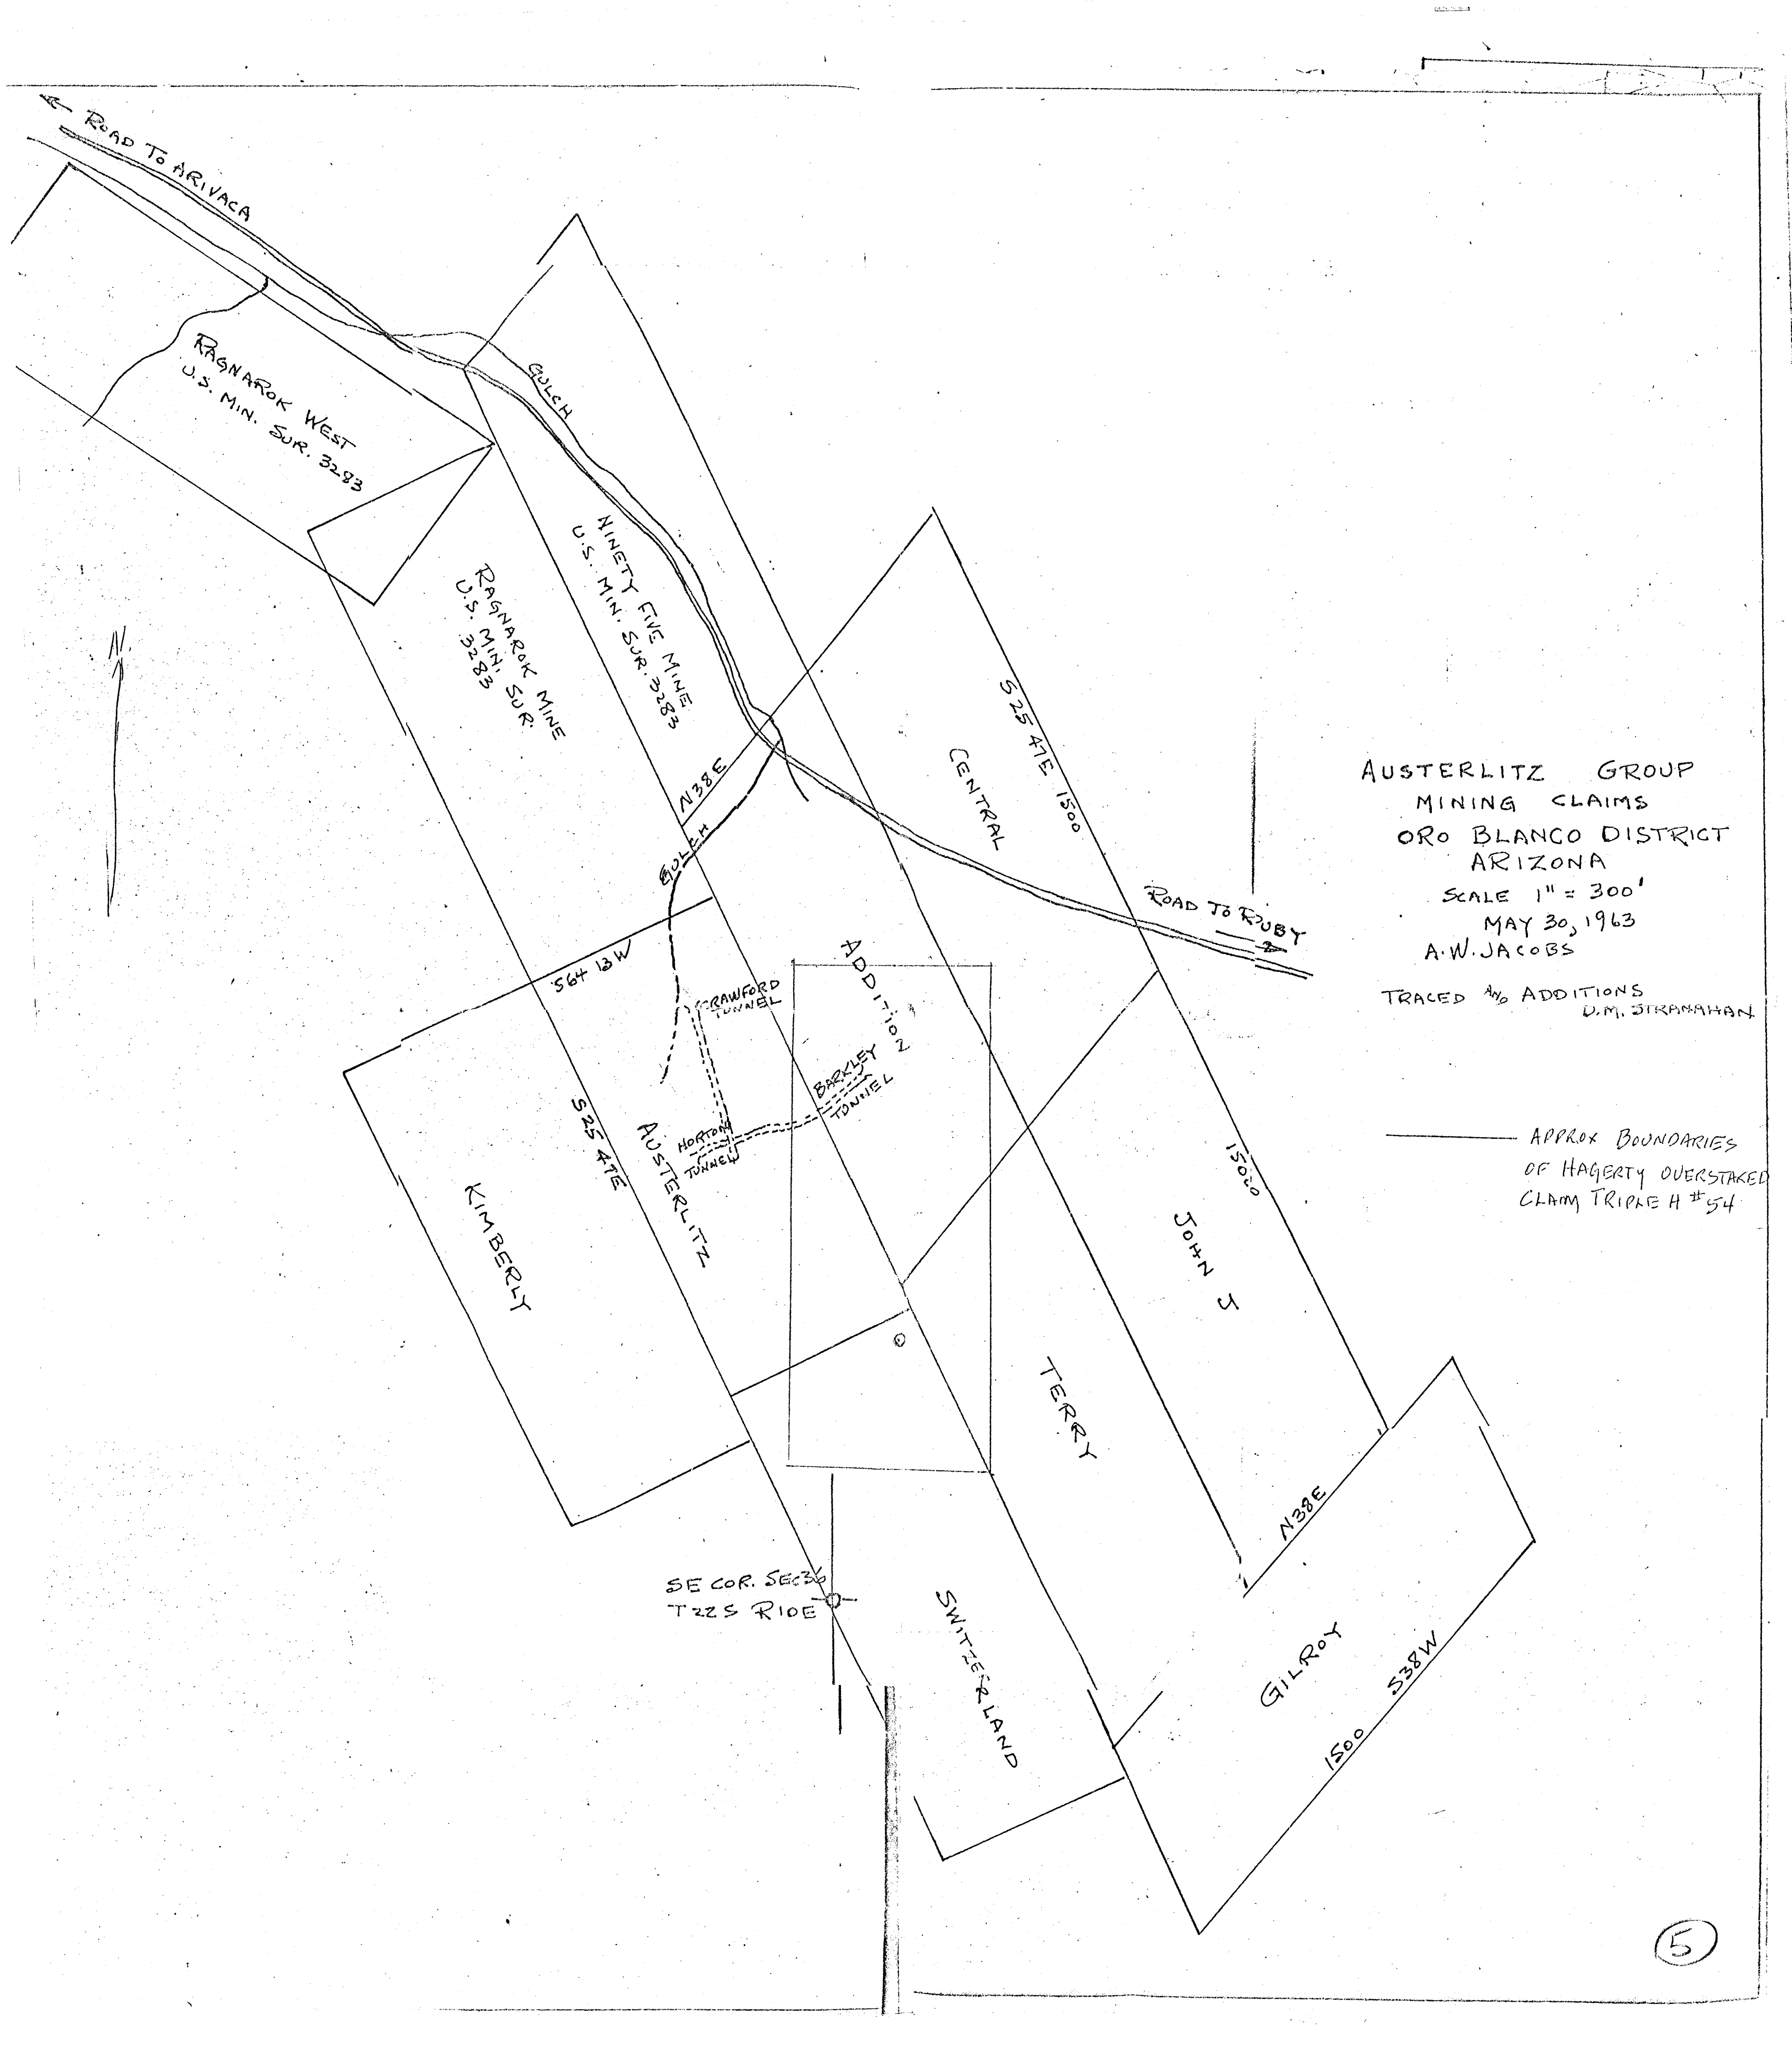 ROAD TO ARIVACA
RAGNAROK WEST
U.S. MIN. SUR. 3283
GULCH
NINETY FIVE MINE
U.S. MIN. SUR. 3283
RAGNAROK MINE
U.S. MIN. SUR.
3283
N.
N38E
GULCH
CENTRAL
S 25 47E 1500
ROAD TO RUBY
S64 13 W
ADDITION
CRAWFORD
TUNNEL
BARKLEY
TUNNEL
HORTON
TUNNEL
S25 47E
AUSTERLITZ
KIMBERLY
JOHN Y
TERRY
N38E
SE COR. SEC 36
T22S R10E
SWITZERLAND
GILROY
1500 S38W
AUSTERLITZ GROUP
MINING CLAIMS
ORO BLANCO DISTRICT
ARIZONA
SCALE 1" = 300'
MAY 30, 1963
A.W. JACOBS
TRACED AND ADDITIONS
D.M. STRANAHAN
APPROX BOUNDARIES
OF HAGERTY OVERSTAKED
CLAIM TRIPLE H #54
5